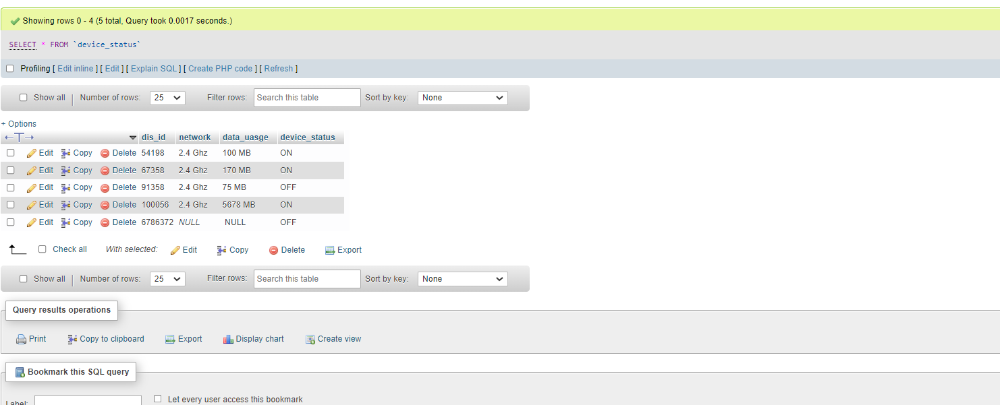 Showing rows 0 - 4 (5 total, Query took 0.0017 seconds.)
SELECT * FROM `device_status`
Profiling [ Edit inline ] [ Edit ] [ Explain SQL ] [ Create PHP code ] [ Refresh ]
Show all Number of rows: 25 Filter rows: Search this table Sort by key: None
+ Options
←T→ dis_id network data_uasge device_status
Edit Copy Delete 54198 2.4 Ghz 100 MB ON
Edit Copy Delete 67358 2.4 Ghz 170 MB ON
Edit Copy Delete 91358 2.4 Ghz 75 MB OFF
Edit Copy Delete 100056 2.4 Ghz 5678 MB ON
Edit Copy Delete 6786372 NULL NULL OFF
Check all With selected: Edit Copy Delete Export
Show all Number of rows: 25 Filter rows: Search this table Sort by key: None
Query results operations
Print Copy to clipboard Export Display chart Create view
Bookmark this SQL query
Label: Let every user access this bookmark